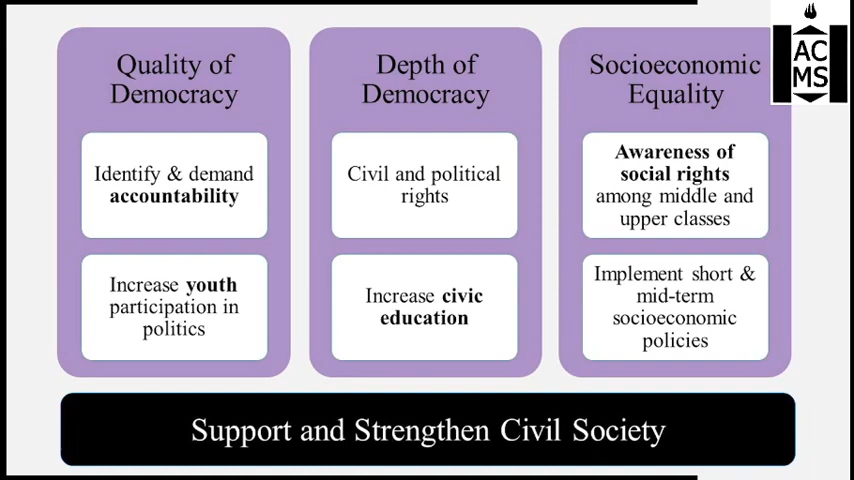 Quality of
Democracy
Identify & demand
accountability
Increase youth
participation in
politics
Depth of
Democracy
Civil and political
rights
Increase civic
education
Socioeconomic
Equality
Awareness of
social rights
among middle and
upper classes
Implement short &
mid-term
socioeconomic
policies
Support and Strengthen Civil Society
AC
MS